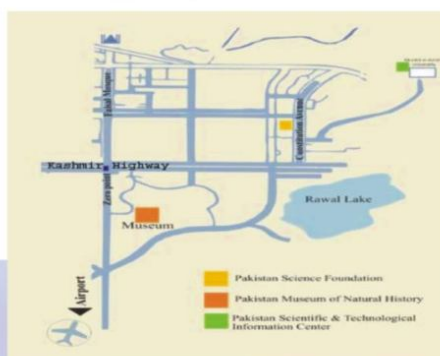 Faisal Mosque
Constitution Avenue
Kashmir Highway
Zero point
Rawal Lake
Museum
Airport
Pakistan Science Foundation
Pakistan Museum of Natural History
Pakistan Scientific & Technological
Information Center